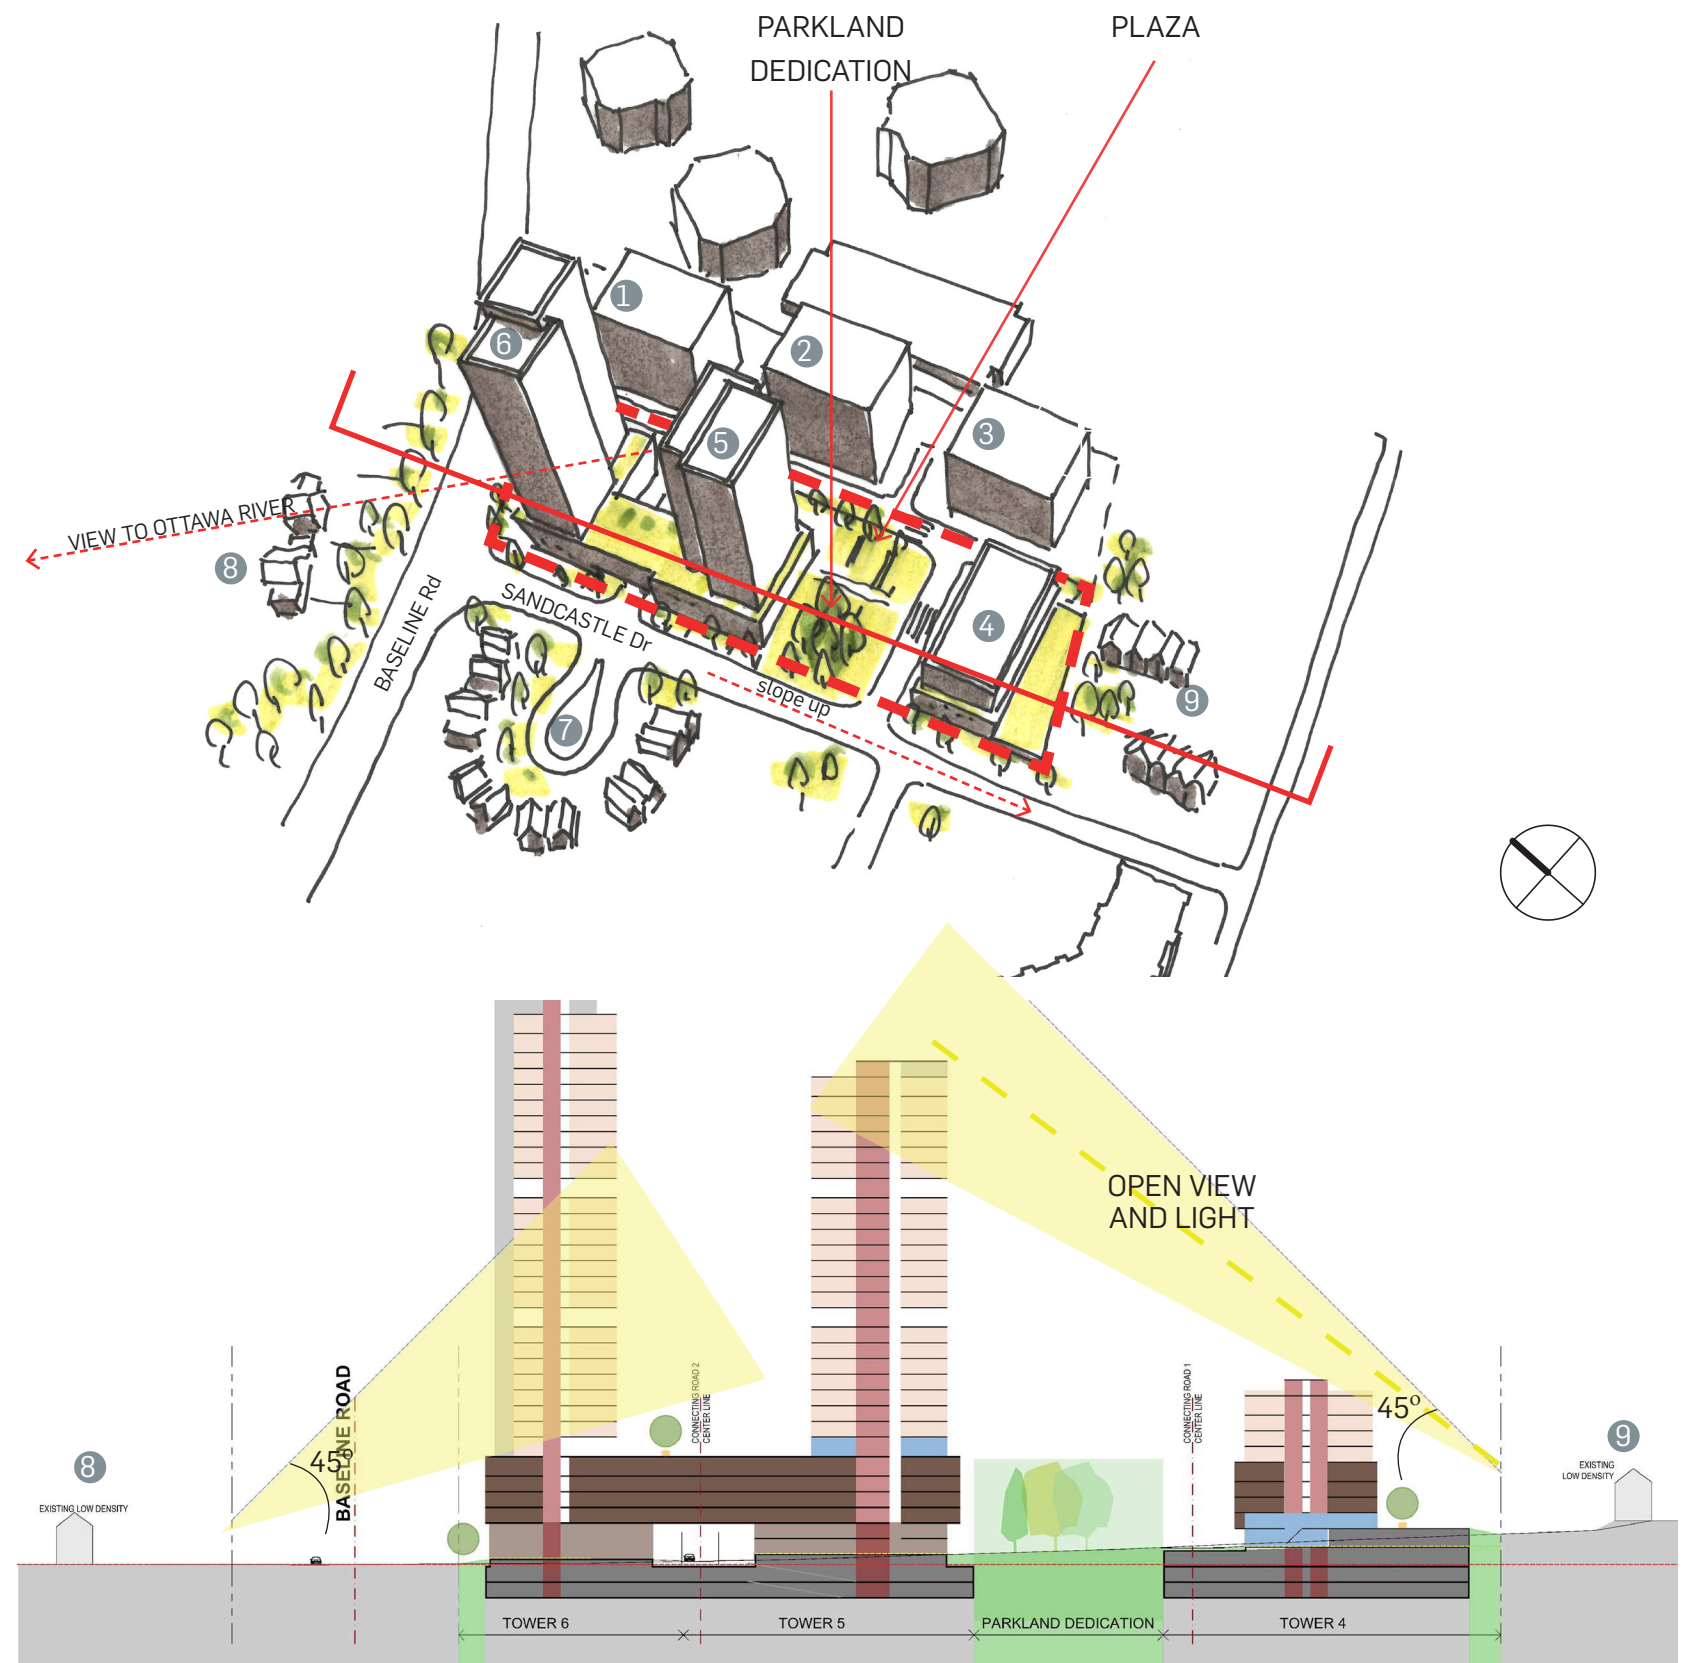 PARKLAND
DEDICATION
PLAZA
1
6
2
5
3
4
VIEW TO OTTAWA RIVER
8
BASELINE Rd
SANDCASTLE Dr
slope up
7
9
OPEN VIEW
AND LIGHT
BASELINE ROAD
45º
CONNECTING ROAD 2
CENTER LINE
CONNECTING ROAD 1
CENTER LINE
45º
8
EXISTING LOW DENSITY
9
EXISTING
LOW DENSITY
TOWER 6
TOWER 5
PARKLAND DEDICATION
TOWER 4